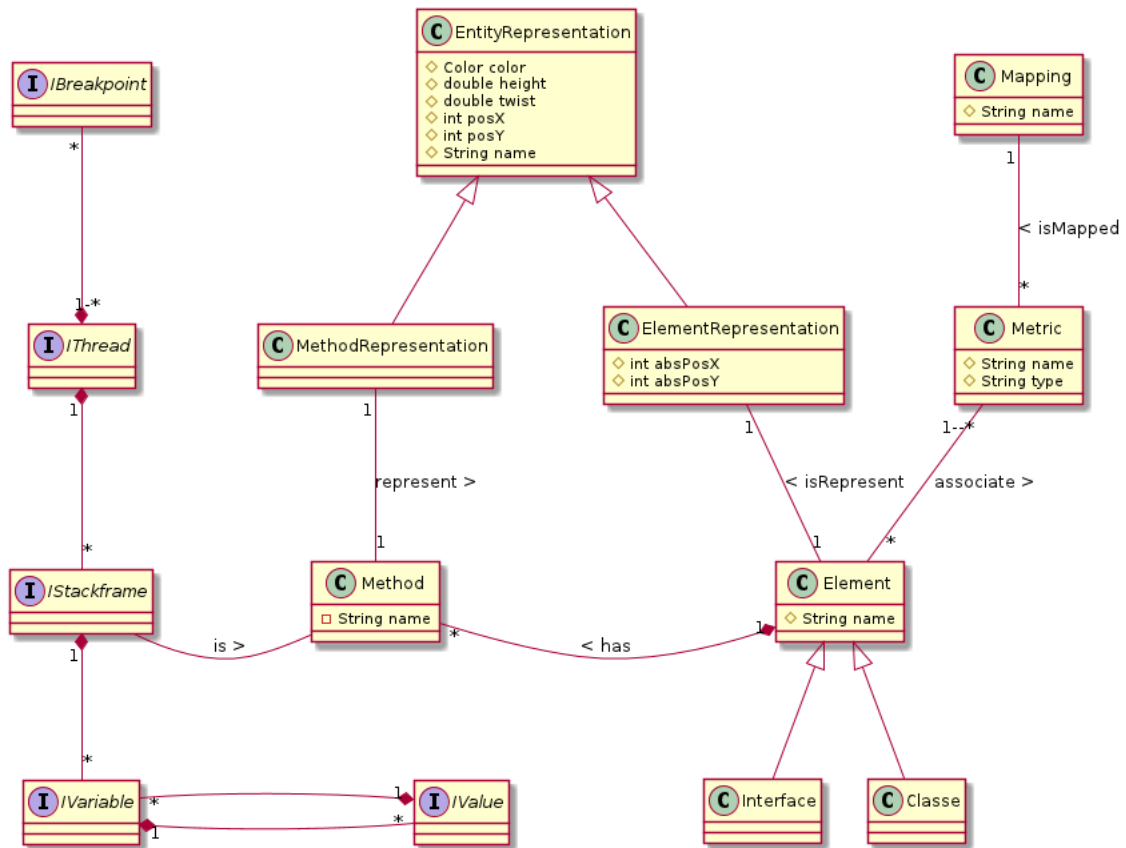 C EntityRepresentation
Color color
double height
double twist
int posX
int posY
String name
I IBreakpoint
*
C Mapping
String name
1
< isMapped
*
1-*
I IThread
1
C MethodRepresentation
1
C ElementRepresentation
int absPosX
int absPosY
1
C Metric
String name
String type
1--*
represent >
< isRepresent
associate >
*
1
1
*
I IStackframe
1
C Method
String name
*
C Element
String name
1
is >
< has
*
I IVariable
*
1
1
*
I IValue
C Interface
C Classe